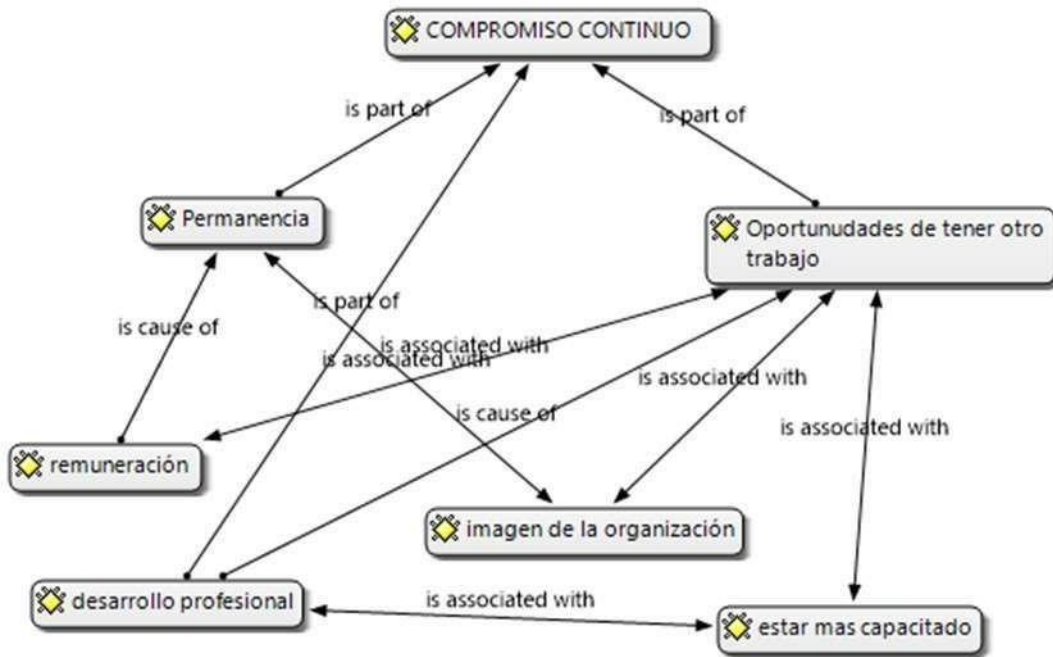 COMPROMISO CONTINUO
is part of
is part of
Permanencia
Oportunudades de tener otro
trabajo
is part of
is cause of
is associated with
is associated with
is associated with
is cause of
is associated with
remuneración
imagen de la organización
desarrollo profesional
is associated with
estar mas capacitado